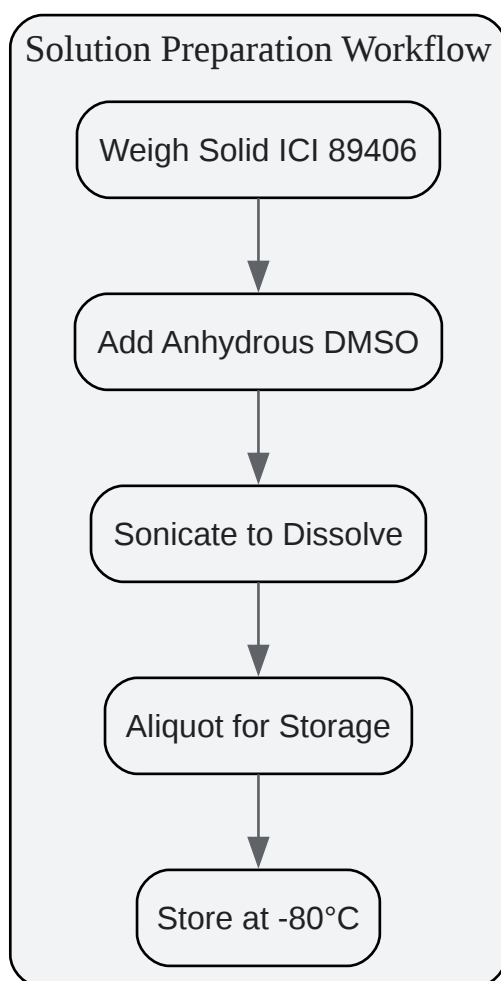 Solution Preparation Workflow
Weigh Solid ICI 89406
Add Anhydrous DMSO
Sonicate to Dissolve
Aliquot for Storage
Store at -80°C